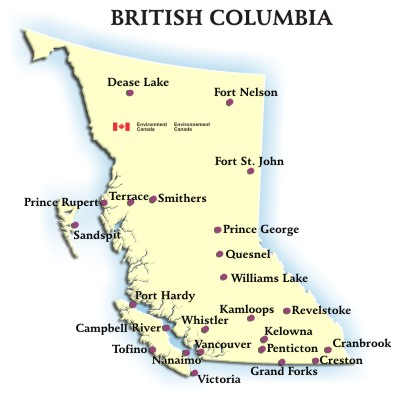 BRITISH COLUMBIA
Dease Lake
Fort Nelson
Environment Environnement
Canada Canada
Fort St. John
Prince Rupert
Terrace
Smithers
Sandspit
Prince George
Quesnel
Williams Lake
Port Hardy
Kamloops
Revelstoke
Campbell River
Whistler
Kelowna
Tofino
Vancouver
Penticton
Cranbrook
Nanaimo
Creston
Grand Forks
Victoria